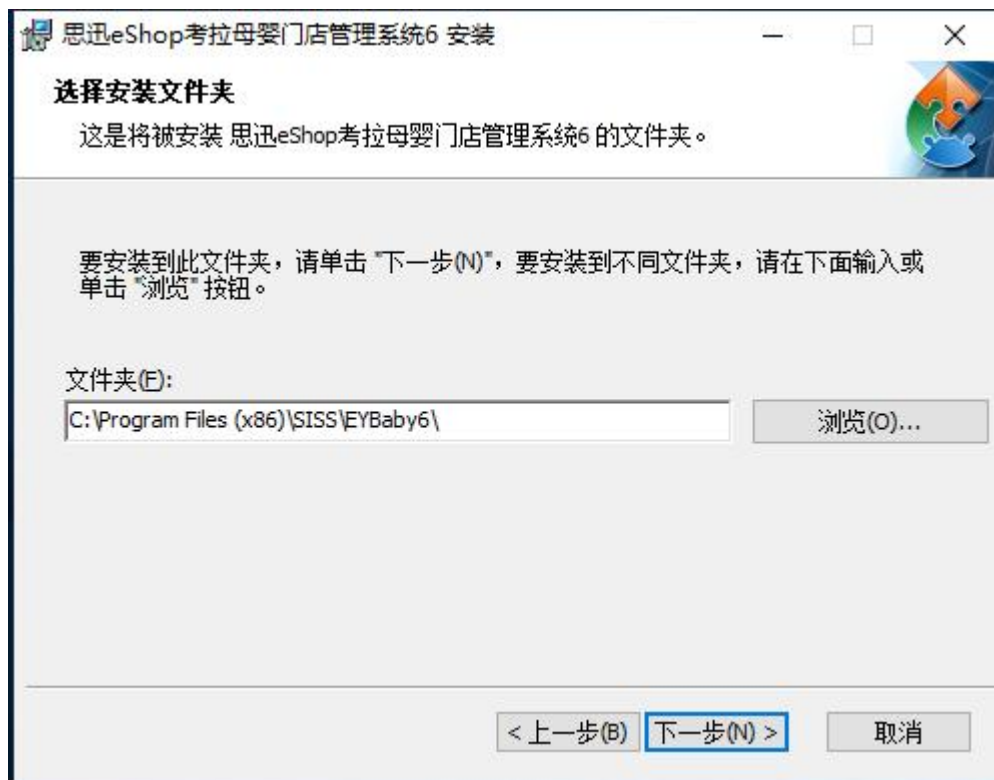 思迅eShop考拉母婴门店管理系统6 安装
选择安装文件夹
这是将被安装 思迅eShop考拉母婴门店管理系统6 的文件夹。
要安装到此文件夹，请单击 "下一步(N)"，要安装到不同文件夹，请在下面输入或
单击 "浏览" 按钮。
文件夹(F):
C:\Program Files (x86)\SISS\EYBaby6\
浏览(O)...
< 上一步(B)
下一步(N) >
取消